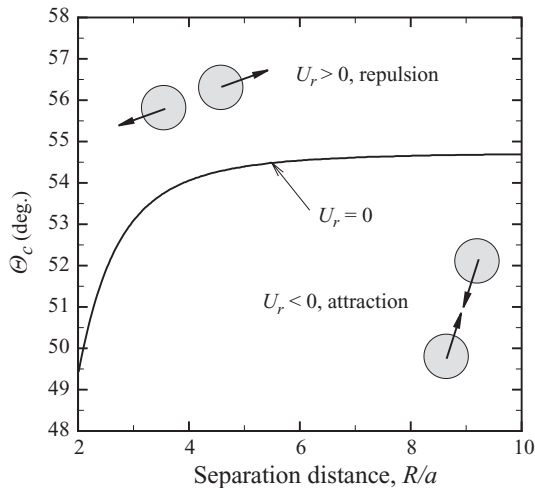 58
57
56
55
54
53
52
51
50
49
48
2 4 6 8 10
Θc (deg.)
Separation distance, R/a
Ur > 0, repulsion
Ur = 0
Ur < 0, attraction